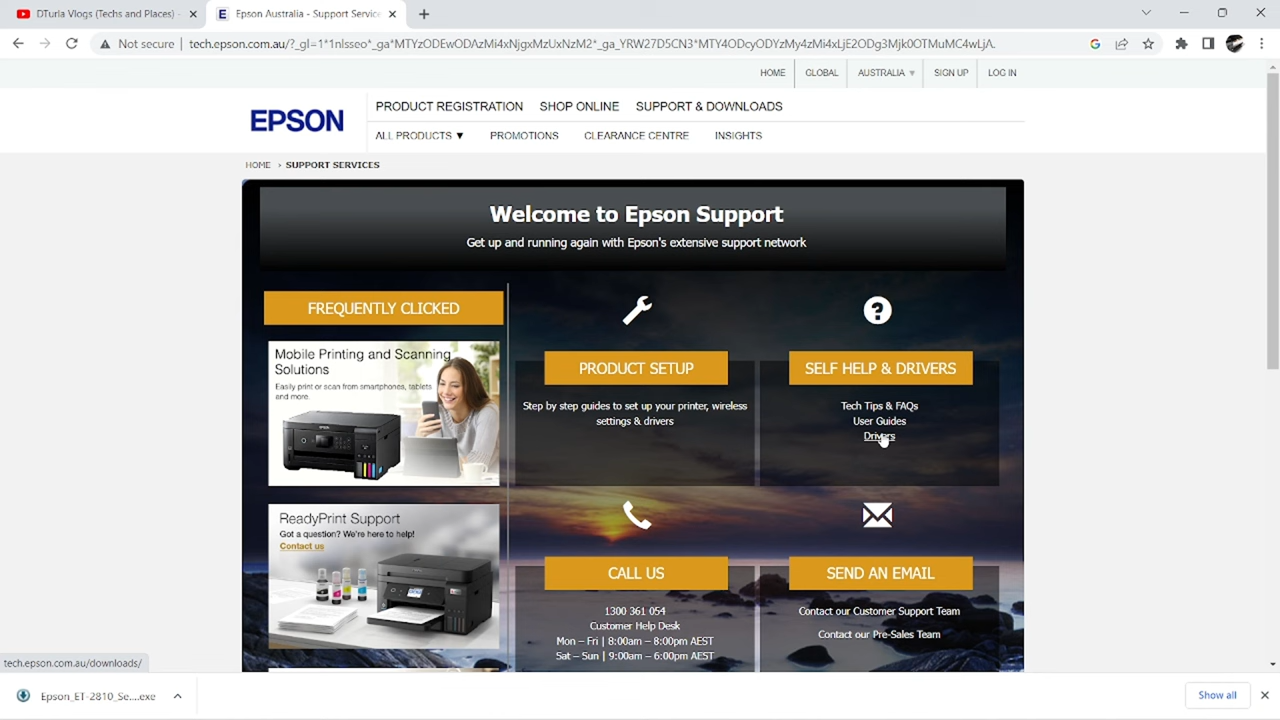 DTurla Vlogs (Techs and Places) -
Epson Australia - Support Service
Not secure
tech.epson.com.au/?_gl=1*1nlsseo*_ga*MTYzODEwODAzMi4xNjgxMzUxNzM2*_ga_YRW27D5CN3*MTY4ODcyODYzMy4zMi4xLjE2ODg3Mjk0OTMuMC4wLjA.
HOME
GLOBAL
AUSTRALIA ▼
SIGN UP
LOG IN
EPSON
PRODUCT REGISTRATION
SHOP ONLINE
SUPPORT & DOWNLOADS
ALL PRODUCTS ▼
PROMOTIONS
CLEARANCE CENTRE
INSIGHTS
HOME › SUPPORT SERVICES
Welcome to Epson Support
Get up and running again with Epson's extensive support network
FREQUENTLY CLICKED
Mobile Printing and Scanning
Solutions
Easily print or scan from smartphones, tablets
and more.
ReadyPrint Support
Got a question? We're here to help!
Contact us
PRODUCT SETUP
Step by step guides to set up your printer, wireless
settings & drivers
SELF HELP & DRIVERS
Tech Tips & FAQs
User Guides
Drivers
CALL US
1300 361 054
Customer Help Desk
Mon – Fri | 8:00am – 8:00pm AEST
Sat – Sun | 9:00am – 6:00pm AEST
SEND AN EMAIL
Contact our Customer Support Team
Contact our Pre-Sales Team
tech.epson.com.au/downloads/
Epson_ET-2810_Se....exe
Show all